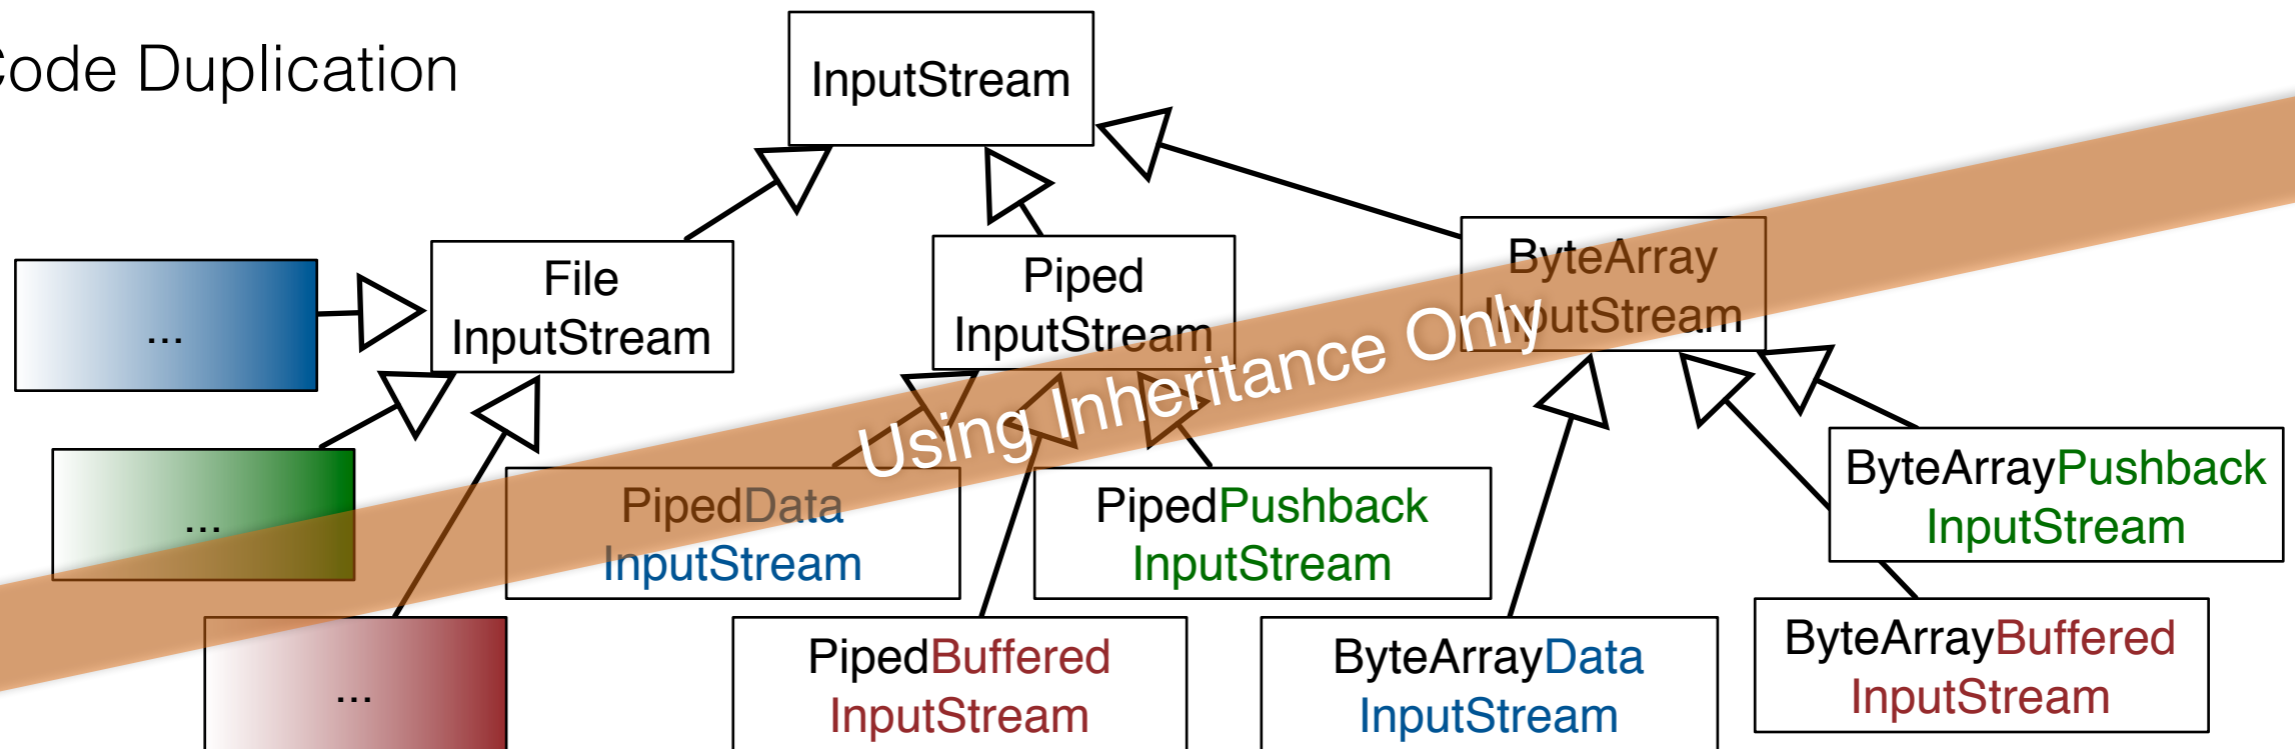 Code Duplication
InputStream
File
InputStream
Piped
InputStream
ByteArray
InputStream
...
...
...
Using Inheritance Only
PipedData
InputStream
PipedPushback
InputStream
ByteArrayPushback
InputStream
PipedBuffered
InputStream
ByteArrayData
InputStream
ByteArrayBuffered
InputStream